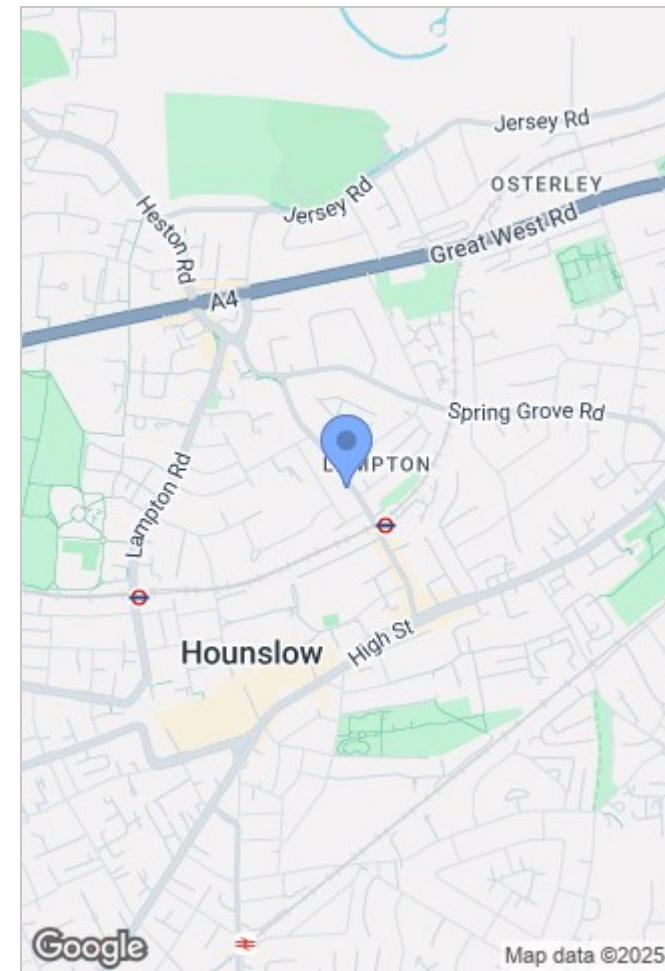 Jersey Rd
OSTERLEY
Jersey Rd
Heston Rd
Great West Rd
A4
Spring Grove Rd
LAMPTON
Lampton Rd
Hounslow
High St
Google
Map data ©2025